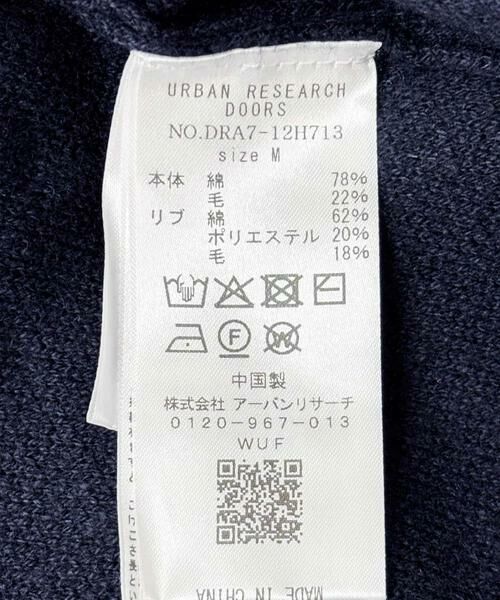 URBAN RESEARCH
DOORS
NO.DRA7-12H713
size M
本体 綿 78%
毛 22%
リブ 綿 62%
ポリエステル 20%
毛 18%
F
W
中国製
株式会社 アーバンリサーチ
0120-967-013
WUF
MADE IN CHINA